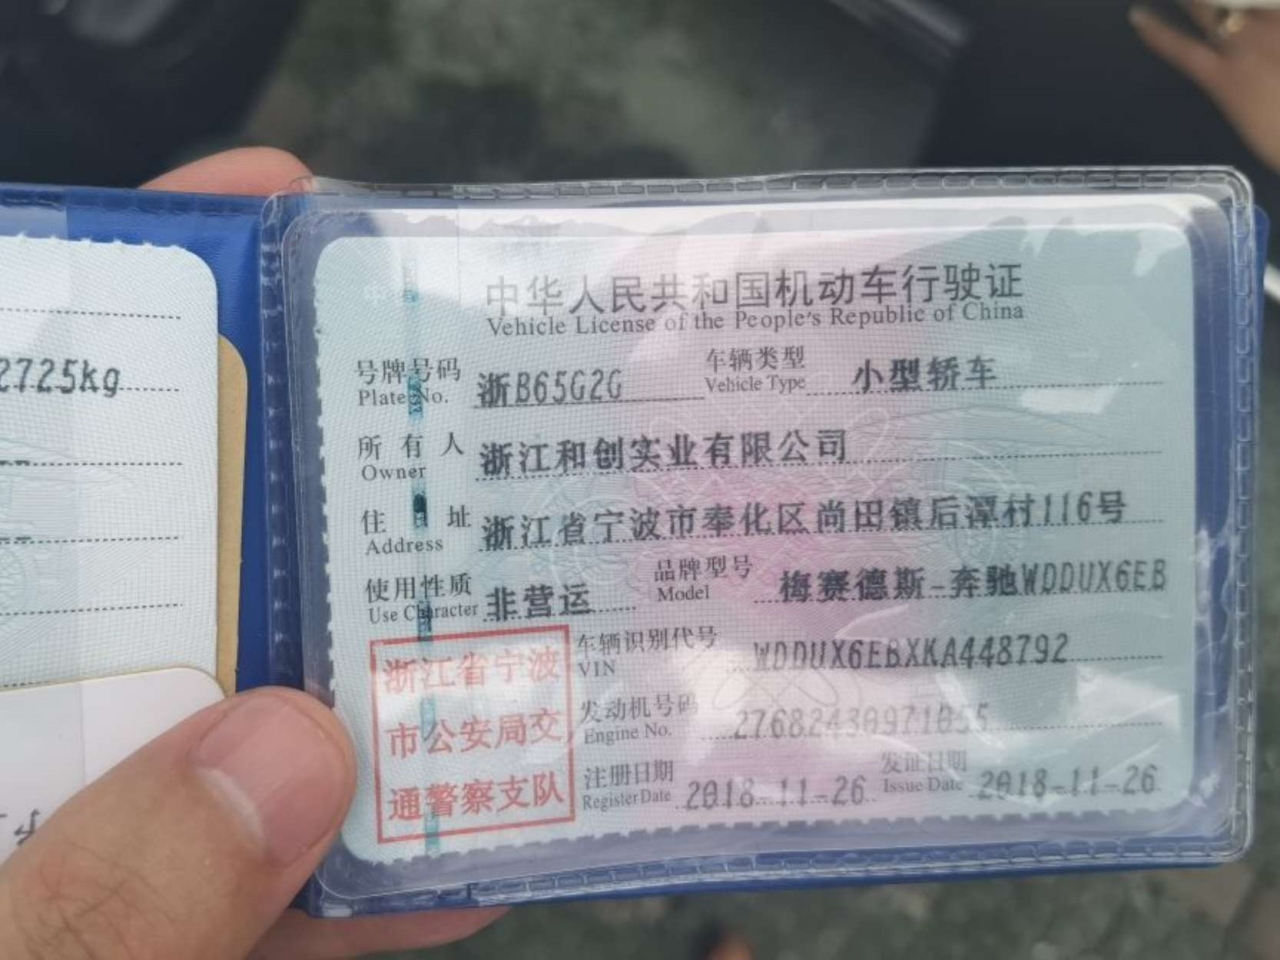 2725kg
中华人民共和国机动车行驶证
Vehicle License of the People's Republic of China
号牌号码 浙B65G2G 车辆类型 小型轿车
Plate No. Vehicle Type
所有人 浙江和创实业有限公司
Owner
住址 浙江省宁波市奉化区尚田镇后潭村116号
Address
使用性质 非营运 品牌型号 梅赛德斯-奔驰WDDUX6EB
Use Character Model
车辆识别代号 WDDUX6EBXKA448792
VIN
发动机号码 27682430971055
Engine No.
注册日期 2018-11-26 发证日期 2018-11-26
Register Date Issue Date
浙江省宁波
市公安局交
通警察支队